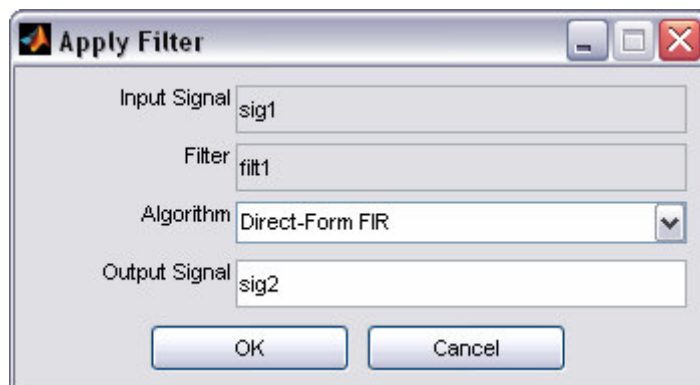 Apply Filter
Input Signal sig1
Filter filt1
Algorithm Direct-Form FIR
Output Signal sig2
OK Cancel